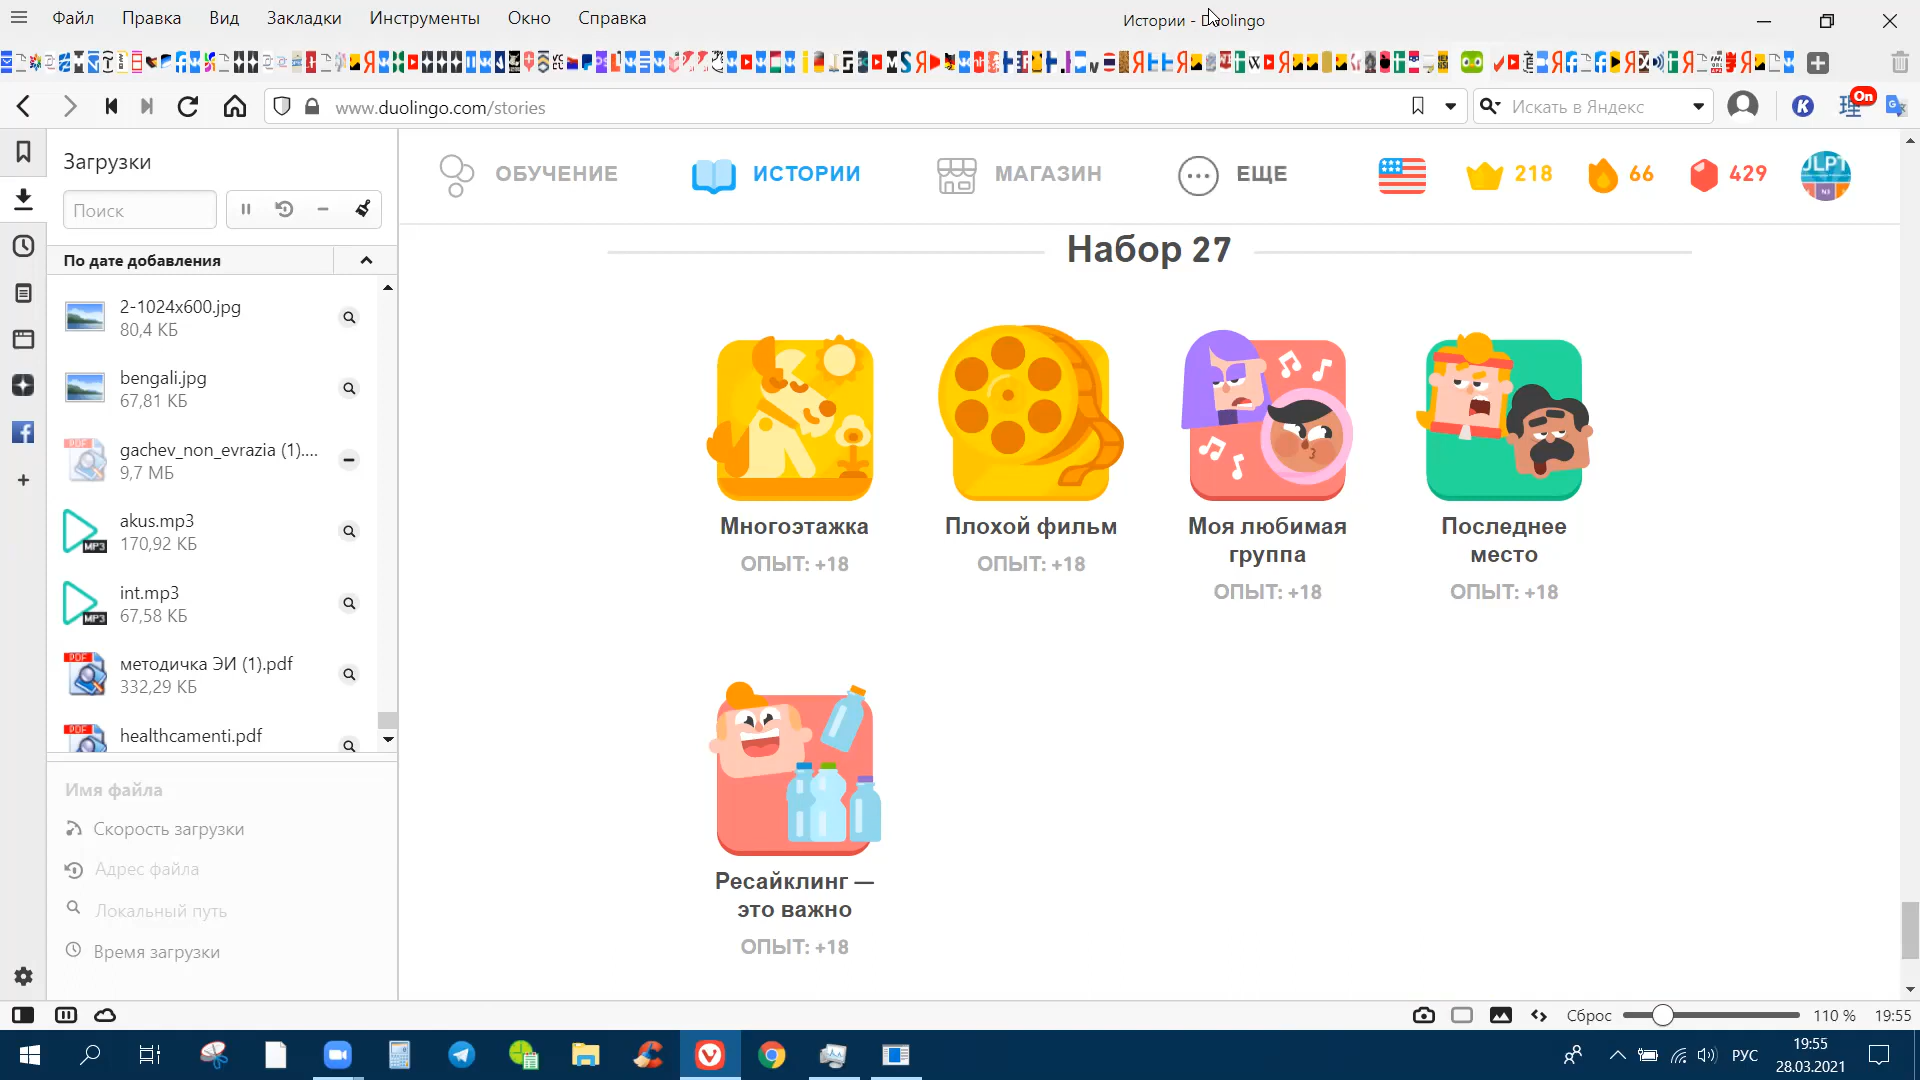 Файл Правка Вид Закладки Инструменты Окно Справка
Истории - Duolingo
www.duolingo.com/stories
Искать в Яндекс
On
Загрузки
Поиск
По дате добавления
2-1024x600.jpg
80,4 КБ
bengali.jpg
67,81 КБ
gachev_non_evrazia (1)....
9,7 МБ
akus.mp3
170,92 КБ
int.mp3
67,58 КБ
методичка ЭИ (1).pdf
332,29 КБ
healthcamenti.pdf
Имя файла
Скорость загрузки
Адрес файла
Локальный путь
Время загрузки
ОБУЧЕНИЕ ИСТОРИИ МАГАЗИН ЕЩЕ 218 66 429
JLPT
N3
Набор 27
Многоэтажка
ОПЫТ: +18
Плохой фильм
ОПЫТ: +18
Моя любимая
группа
ОПЫТ: +18
Последнее
место
ОПЫТ: +18
Ресайклинг —
это важно
ОПЫТ: +18
Сброс 110 % 19:55
РУС
19:55
28.03.2021